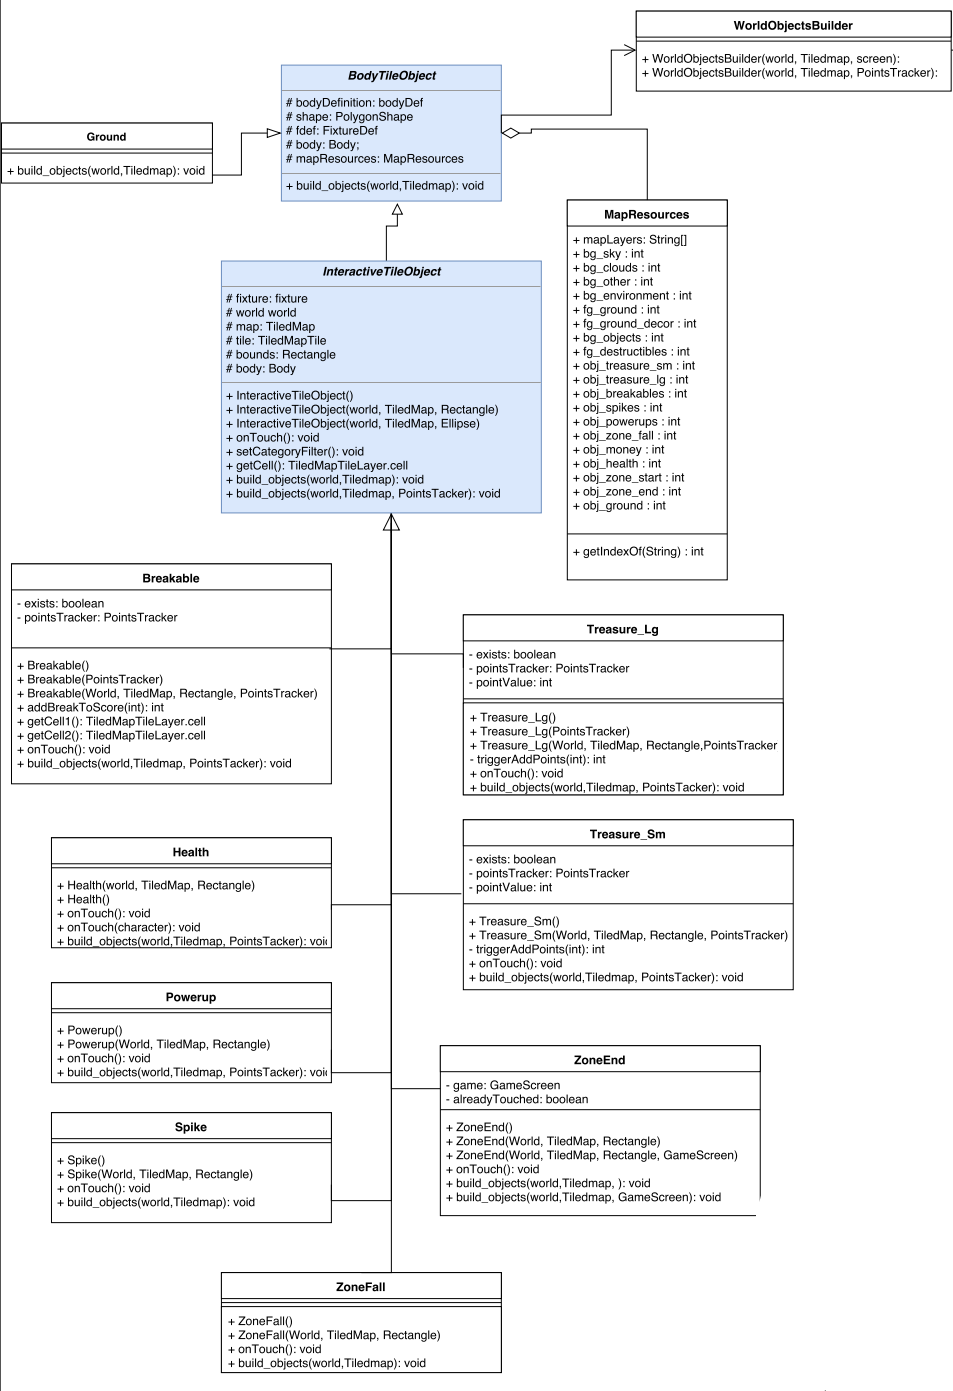 WorldObjectsBuilder
+ WorldObjectsBuilder(world, Tiledmap, screen):
+ WorldObjectsBuilder(world, Tiledmap, PointsTracker):
BodyTileObject
# bodyDefinition: bodyDef
# shape: PolygonShape
# fdef: FixtureDef
# body: Body;
# mapResources: MapResources
+ build_objects(world,Tiledmap): void
Ground
+ build_objects(world,Tiledmap): void
MapResources
+ mapLayers: String[]
+ bg_sky : int
+ bg_clouds : int
+ bg_other : int
+ bg_environment : int
+ fg_ground : int
+ fg_ground_decor : int
+ bg_objects : int
+ fg_destructibles : int
+ obj_treasure_sm : int
+ obj_treasure_lg : int
+ obj_breakables : int
+ obj_spikes : int
+ obj_powerups : int
+ obj_zone_fall : int
+ obj_money : int
+ obj_health : int
+ obj_zone_start : int
+ obj_zone_end : int
+ obj_ground : int
+ getIndexOf(String) : int
InteractiveTileObject
# fixture: fixture
# world world
# map: TiledMap
# tile: TiledMapTile
# bounds: Rectangle
# body: Body
+ InteractiveTileObject()
+ InteractiveTileObject(world, TiledMap, Rectangle)
+ InteractiveTileObject(world, TiledMap, Ellipse)
+ onTouch(): void
+ setCategoryFilter(): void
+ getCell(): TiledMapTileLayer.cell
+ build_objects(world,Tiledmap): void
+ build_objects(world,Tiledmap, PointsTacker): void
Breakable
- exists: boolean
- pointsTracker: PointsTracker
+ Breakable()
+ Breakable(PointsTracker)
+ Breakable(World, TiledMap, Rectangle, PointsTracker)
+ addBreakToScore(int): int
+ getCell1(): TiledMapTileLayer.cell
+ getCell2(): TiledMapTileLayer.cell
+ onTouch(): void
+ build_objects(world,Tiledmap, PointsTacker): void
Treasure_Lg
- exists: boolean
- pointsTracker: PointsTracker
- pointValue: int
+ Treasure_Lg()
+ Treasure_Lg(PointsTracker)
+ Treasure_Lg(World, TiledMap, Rectangle,PointsTracker
- triggerAddPoints(int): int
+ onTouch(): void
+ build_objects(world,Tiledmap, PointsTacker): void
Treasure_Sm
- exists: boolean
- pointsTracker: PointsTracker
- pointValue: int
+ Treasure_Sm()
+ Treasure_Sm(World, TiledMap, Rectangle, PointsTracker)
- triggerAddPoints(int): int
+ onTouch(): void
+ build_objects(world,Tiledmap, PointsTacker): void
Health
+ Health(world, TiledMap, Rectangle)
+ Health()
+ onTouch(): void
+ onTouch(character): void
+ build_objects(world,Tiledmap, PointsTacker): void
Powerup
+ Powerup()
+ Powerup(World, TiledMap, Rectangle)
+ onTouch(): void
+ build_objects(world,Tiledmap, PointsTacker): void
ZoneEnd
- game: GameScreen
- alreadyTouched: boolean
+ ZoneEnd()
+ ZoneEnd(World, TiledMap, Rectangle)
+ ZoneEnd(World, TiledMap, Rectangle, GameScreen)
+ onTouch(): void
+ build_objects(world,Tiledmap, ): void
+ build_objects(world,Tiledmap, GameScreen): void
Spike
+ Spike()
+ Spike(World, TiledMap, Rectangle)
+ onTouch(): void
+ build_objects(world,Tiledmap): void
ZoneFall
+ ZoneFall()
+ ZoneFall(World, TiledMap, Rectangle)
+ onTouch(): void
+ build_objects(world,Tiledmap): void